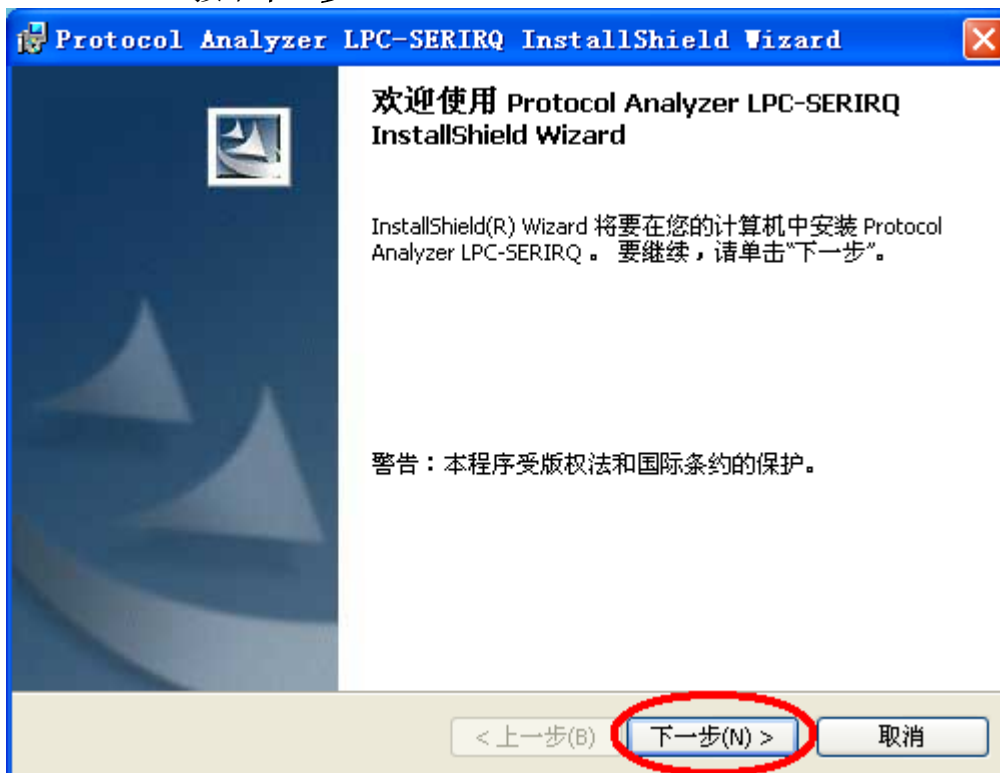 Protocol Analyzer LPC-SERIRQ InstallShield Wizard
欢迎使用 Protocol Analyzer LPC-SERIRQ
InstallShield Wizard
InstallShield(R) Wizard 将要在您的计算机中安装 Protocol
Analyzer LPC-SERIRQ 。 要继续，请单击“下一步”。
警告：本程序受版权法和国际条约的保护。
<上一步(B)
下一步(N) >
取消